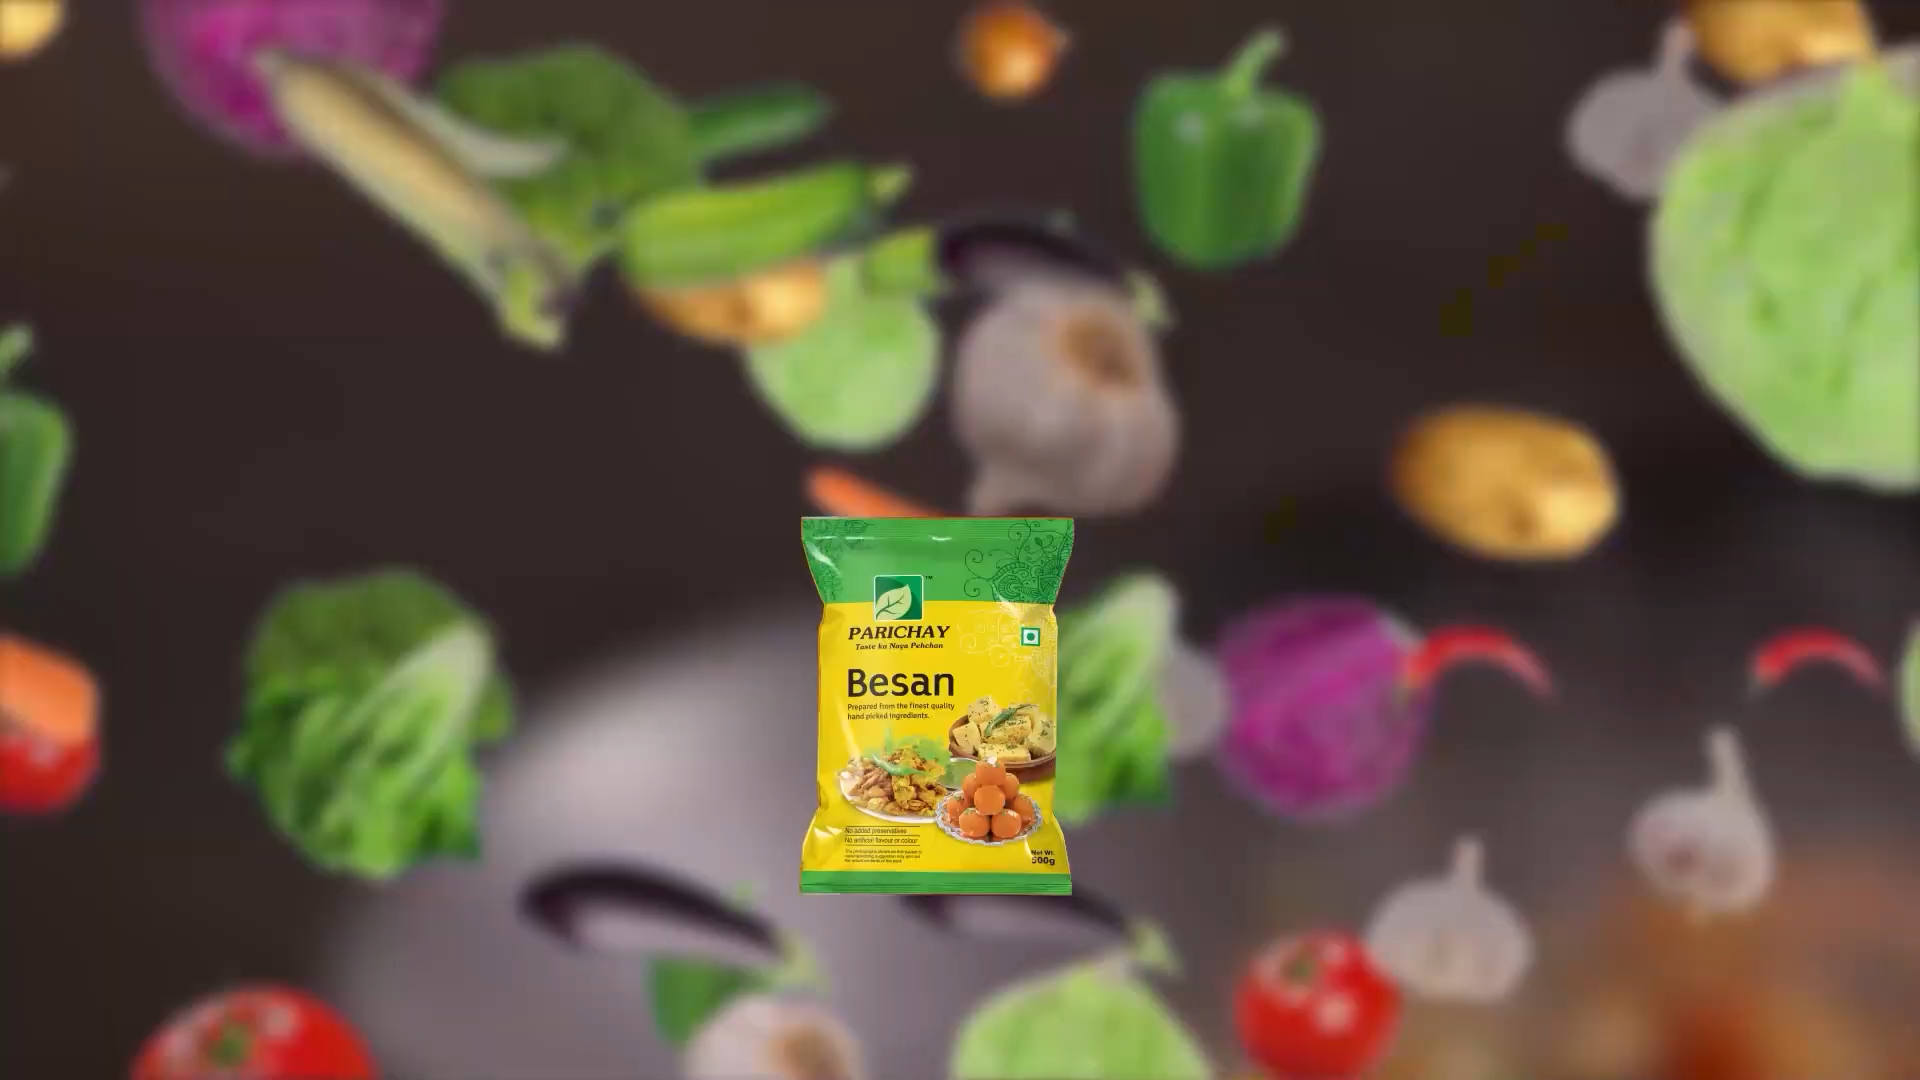 TM
PARICHAY
Taste ka Naya Pehchan
Besan
Prepared from the finest quality
hand picked ingredients.
No added preservatives
No artificial flavour or colour
Net Wt.
500g